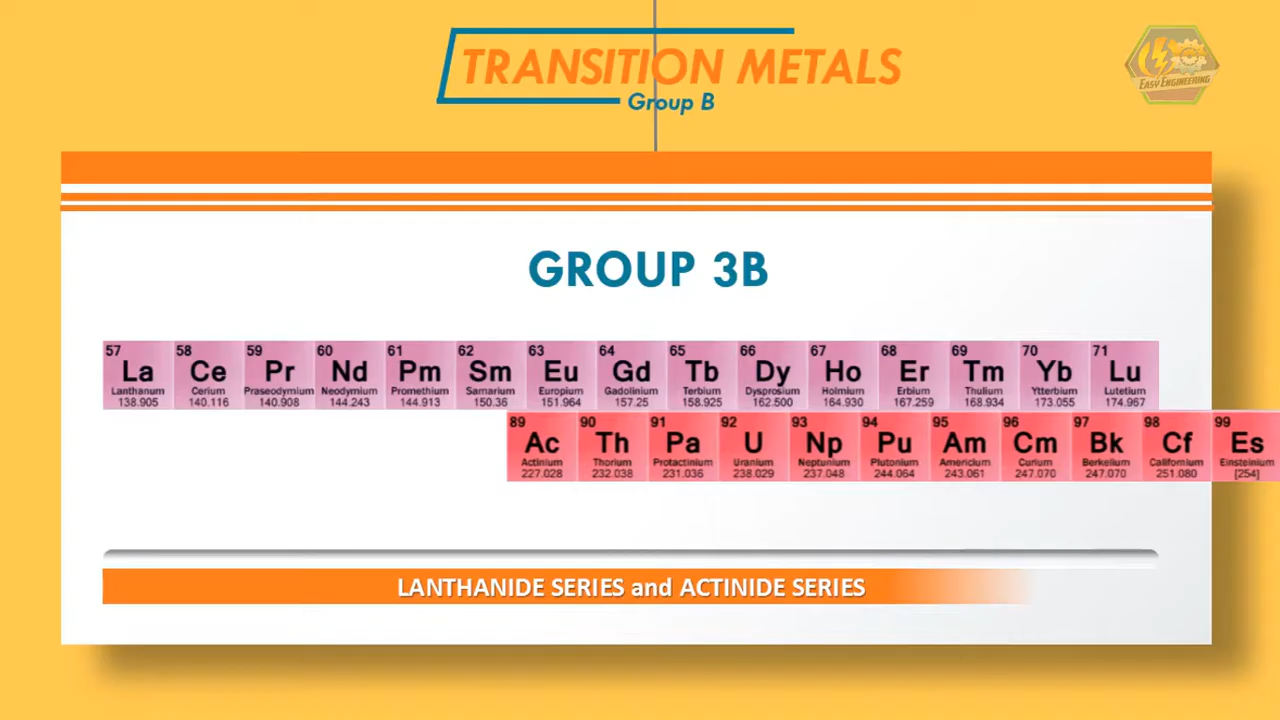 TRANSITION METALS
Group B
EASY ENGINEERING
GROUP 3B
57 58 59 60 61 62 63 64 65 66 67 68 69 70 71
La Ce Pr Nd Pm Sm Eu Gd Tb Dy Ho Er Tm Yb Lu
Lanthanum Cerium Praseodymium Neodymium Promethium Samarium Europium Gadolinium Terbium Dysprosium Holmium Erbium Thulium Ytterbium Lutetium
138.905 140.116 140.908 144.243 144.913 150.36 151.964 157.25 158.925 162.500 164.930 167.259 168.934 173.055 174.967
89 90 91 92 93 94 95 96 97 98 99
Ac Th Pa U Np Pu Am Cm Bk Cf Es
Actinium Thorium Protactinium Uranium Neptunium Plutonium Americium Curium Berkelium Californium Einsteinium
227.028 232.038 231.036 238.029 237.048 244.064 243.061 247.070 247.070 251.080 [254]
LANTHANIDE SERIES and ACTINIDE SERIES